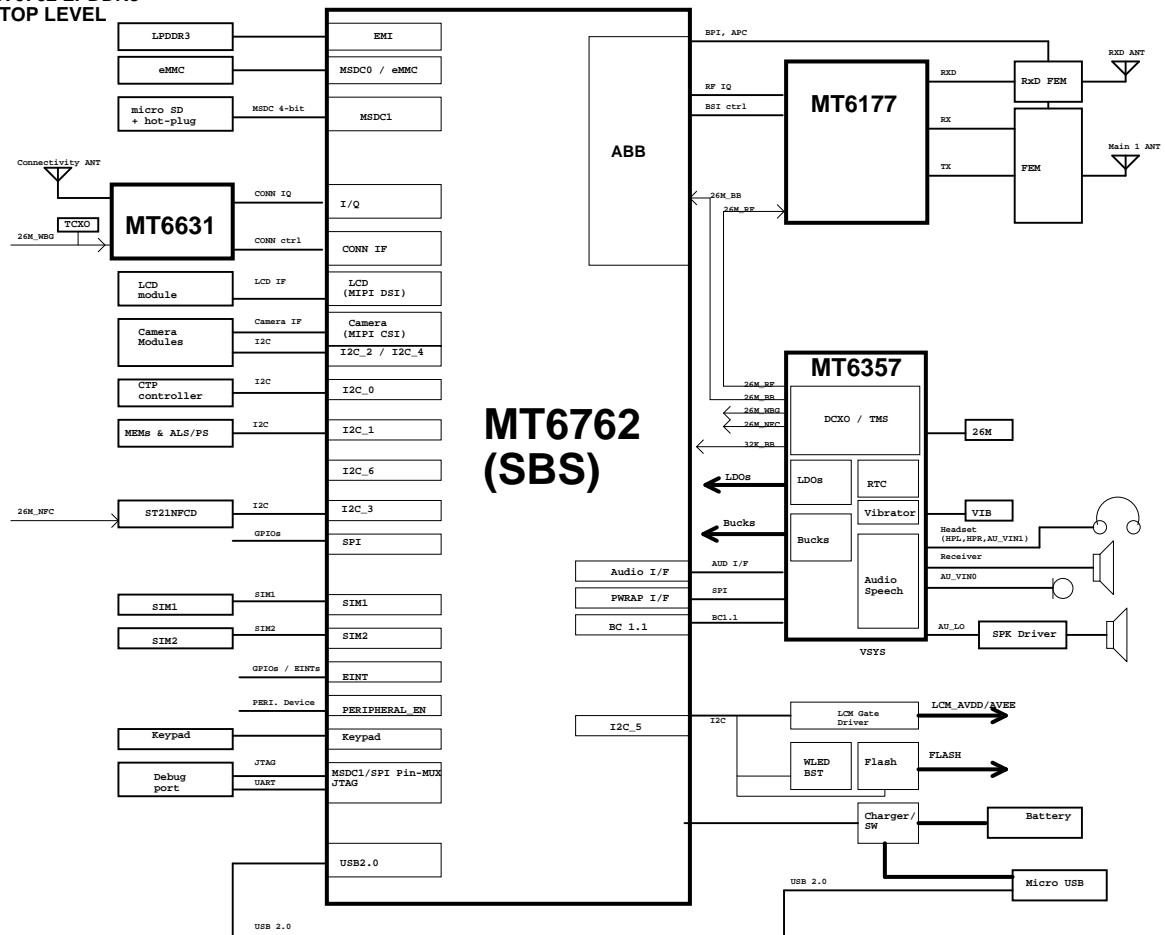 TOP LEVEL
LPDDR3
EMI
eMMC
MSDC0 / eMMC
micro SD
+ hot-plug
MSDC 4-bit
MSDC1
Connectivity ANT
MT6631
TCXO
26M_WBG
CONN IQ
I/Q
CONN ctrl
CONN IF
LCD
module
LCD IF
LCD
(MIPI DSI)
Camera
Modules
Camera IF
Camera
(MIPI CSI)
I2C
I2C_2 / I2C_4
CTP
controller
I2C
I2C_0
MEMs & ALS/PS
I2C
I2C_1
I2C_6
26M_NFC
ST21NFCD
I2C
I2C_3
GPIOs
SPI
SIM1
SIM1
SIM1
SIM2
SIM2
SIM2
GPIOs / EINTs
EINT
PERI. Device
PERIPHERAL_EN
Keypad
Keypad
Debug
port
JTAG
UART
MSDC1/SPI Pin-MUX
JTAG
USB2.0
USB 2.0
MT6762
(SBS)
ABB
Audio I/F
PWRAP I/F
BC 1.1
I2C_5
BPI, APC
RF IQ
BSI ctrl
MT6177
RXD
RX
TX
RxD FEM
FEM
RXD ANT
Main 1 ANT
26M_BB
26M_RF
MT6357
26M_RF
26M_BB
26M_WBG
26M_NFC
32K_BB
DCXO / TMS
26M
LDOs
LDOs
RTC
Vibrator
VIB
Bucks
Bucks
Headset
(HPL,HPR,AU_VIN1)
Receiver
AU_VIN0
Audio
Speech
AUD I/F
SPI
BC1.1
AU_LO
SPK Driver
VSYS
I2C
LCM Gate
Driver
LCM_AVDD/AVEE
WLED
BST
Flash
FLASH
Charger/
SW
Battery
Micro USB
USB 2.0